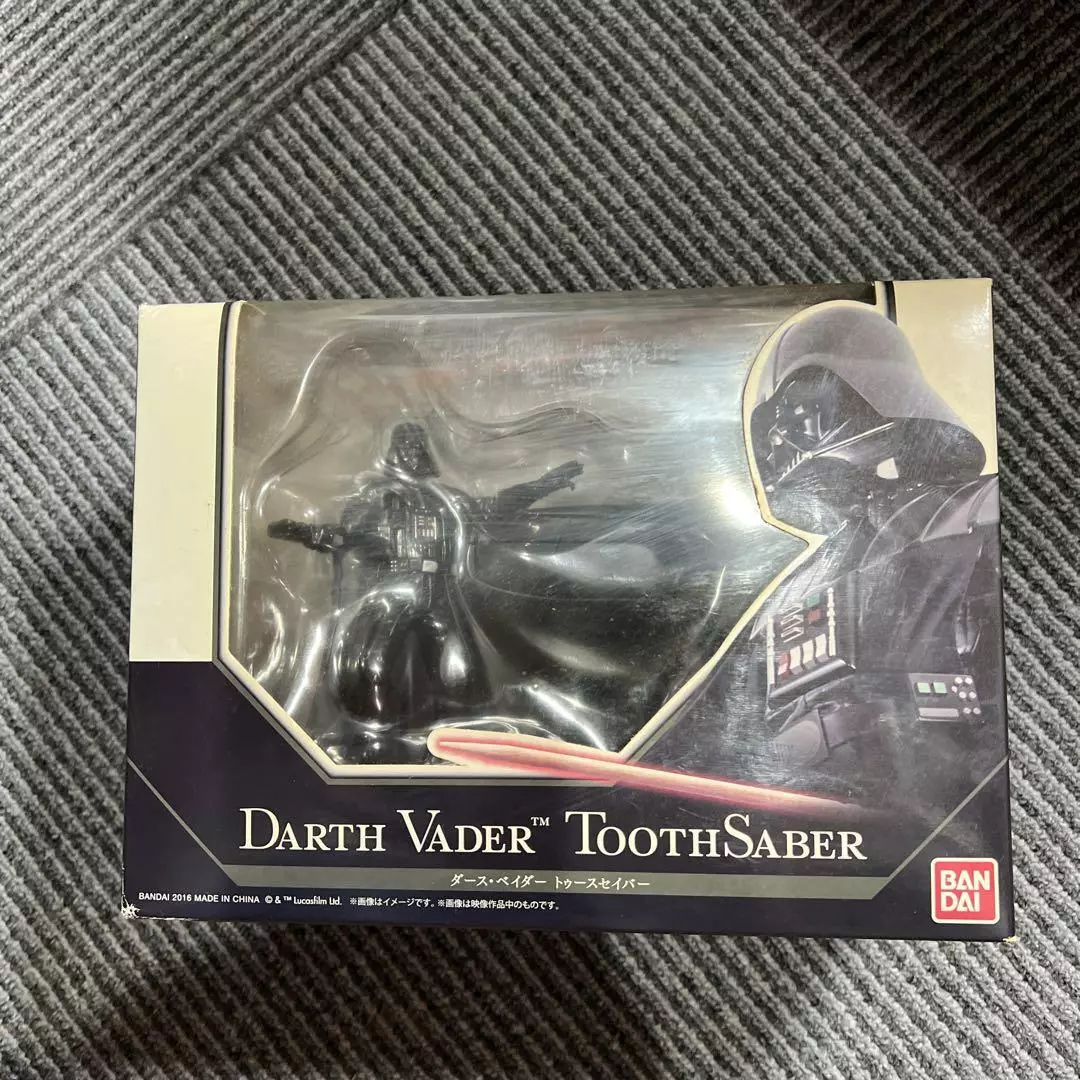 DARTH VADER™ TOOTHSABER
ダース・ベイダー トゥースセイバー
BANDAI 2016 MADE IN CHINA © & ™ Lucasfilm Ltd. ※画像はイメージです。※画像は映像作品中のものです。
BAN
DAI